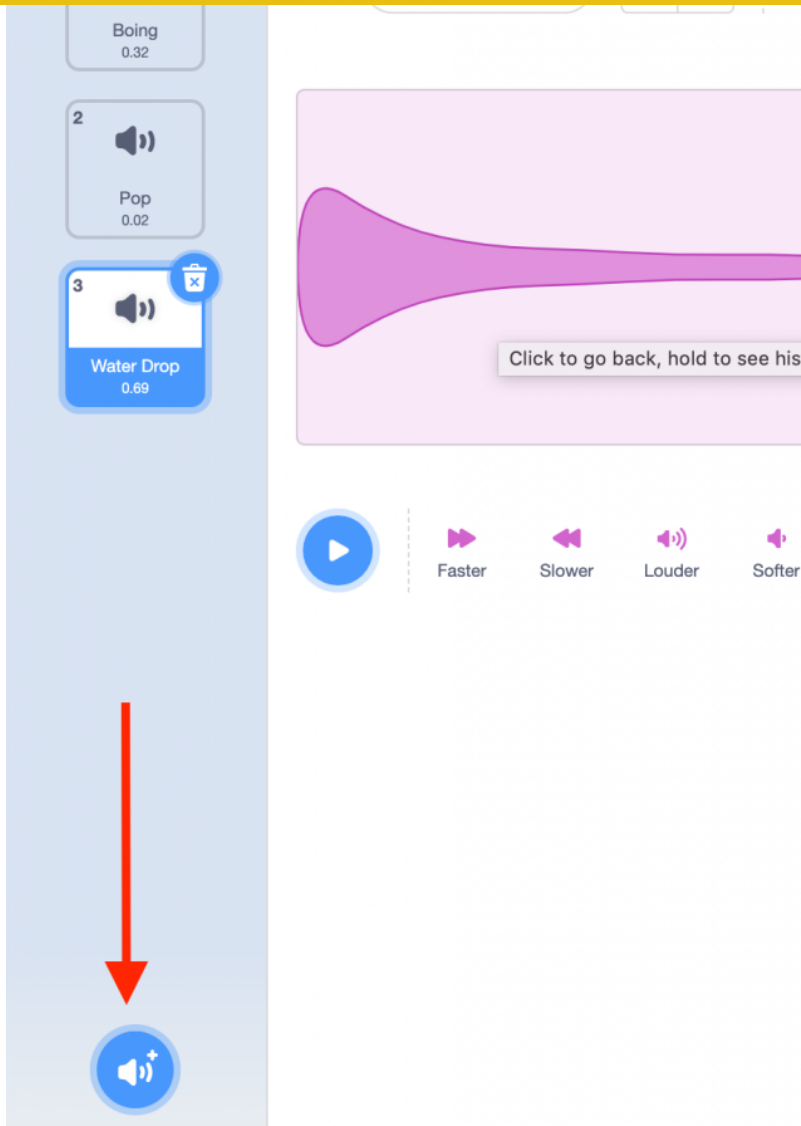 Boing
0.32
2
Pop
0.02
3
Water Drop
0.69
Click to go back, hold to see his
Faster
Slower
Louder
Softer